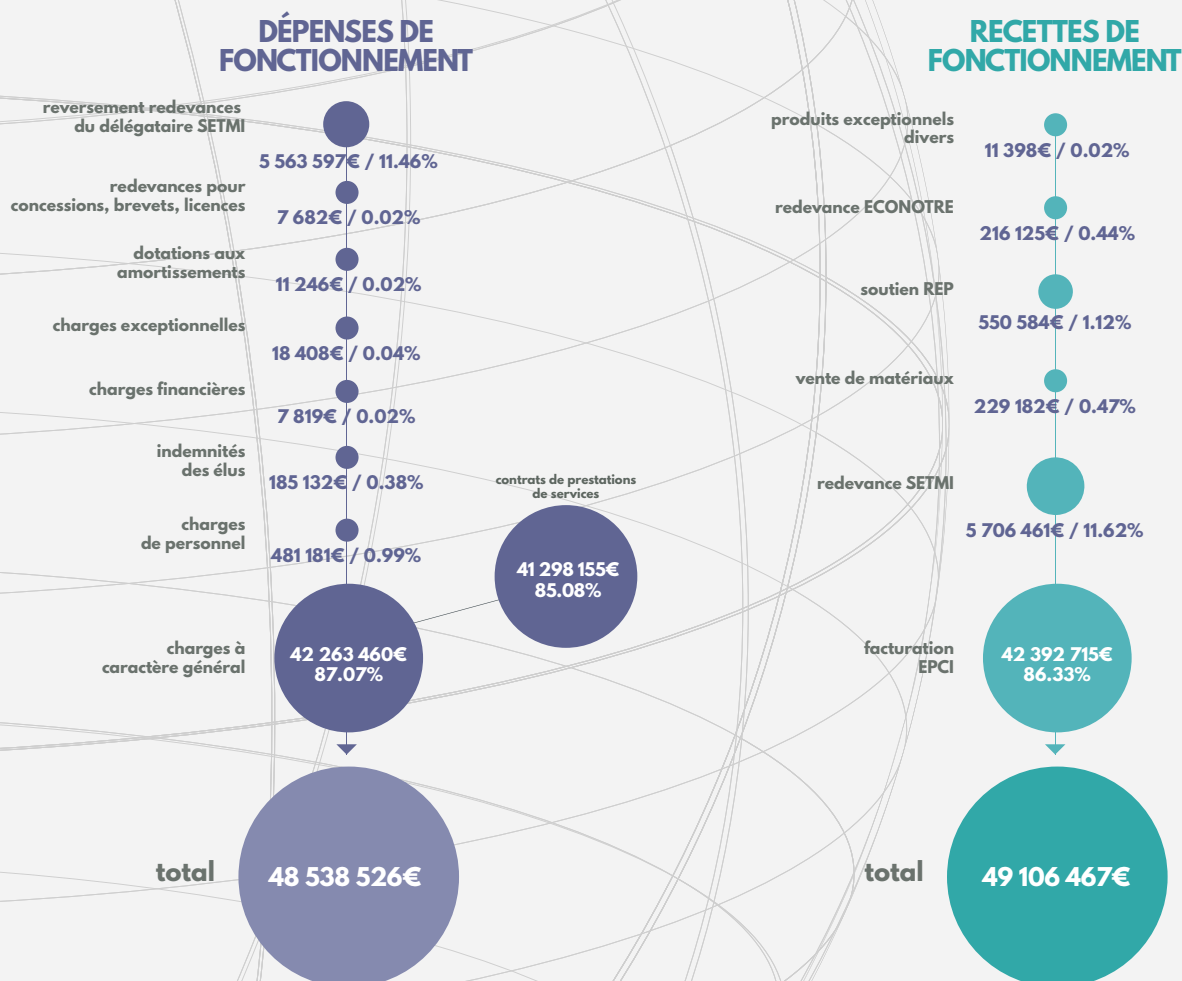 DÉPENSES DE
FONCTIONNEMENT
reversement redevances
du délégataire SETMI
5 563 597€ / 11.46%
redevances pour
concessions, brevets, licences
7 682€ / 0.02%
dotations aux
amortissements
11 246€ / 0.02%
charges exceptionnelles
18 408€ / 0.04%
charges financières
7 819€ / 0.02%
indemnités
des élus
185 132€ / 0.38%
charges
de personnel
481 181€ / 0.99%
contrats de prestations
de services
41 298 155€
85.08%
charges à
caractère général
42 263 460€
87.07%
total
48 538 526€
RECETTES DE
FONCTIONNEMENT
produits exceptionnels
divers
11 398€ / 0.02%
redevance ECONOTRE
216 125€ / 0.44%
soutien REP
550 584€ / 1.12%
vente de matériaux
229 182€ / 0.47%
redevance SETMI
5 706 461€ / 11.62%
facturation
EPCI
42 392 715€
86.33%
total
49 106 467€